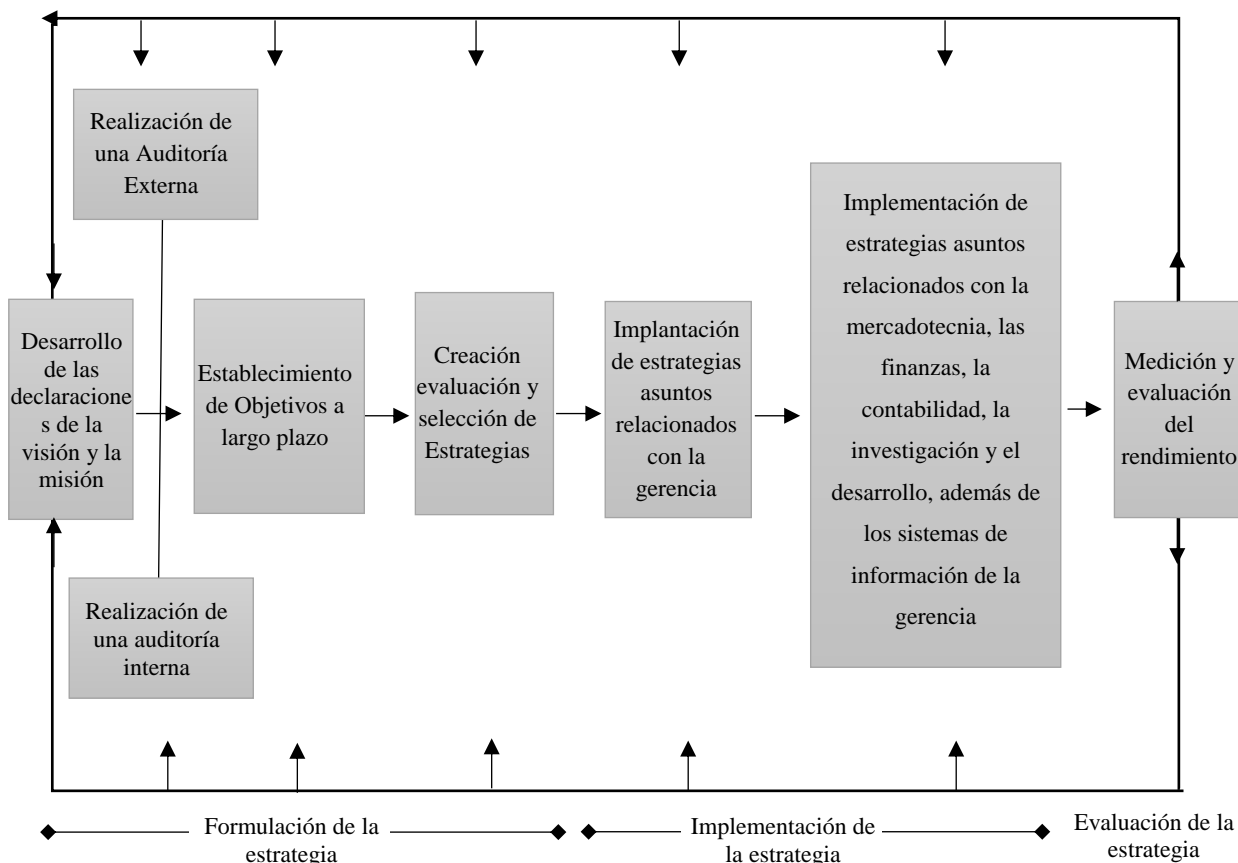 Realización de
una Auditoría
Externa
Desarrollo
de las
declaracione
s de la
visión y la
misión
Realización de
una auditoría
interna
Establecimiento
de Objetivos a
largo plazo
Creación
evaluación y
selección de
Estrategias
Implantación
de estrategias
asuntos
relacionados
con la
gerencia
Implementación de
estrategias asuntos
relacionados con la
mercadotecnia, las
finanzas, la
contabilidad, la
investigación y el
desarrollo, además de
los sistemas de
información de la
gerencia
Medición y
evaluación
del
rendimiento
Formulación de la
estrategia
Implementación de
la estrategia
Evaluación de la
estrategia